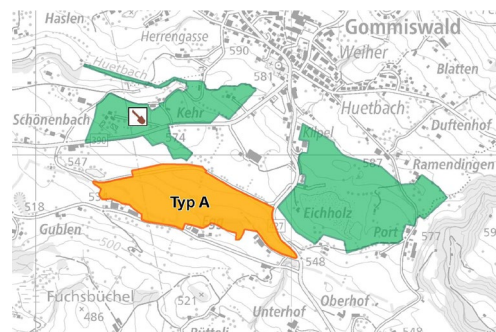 Haslen
Gommiswald
Herrengasse
590
Weiher
Huetbach
581
Blatten
Kehr
Huetbach
Schönenbach
Duftenhof
547
587
Ramendingen
Typ A
518
Eichholz
Gublen
Port
577
500
548
Fuchsbüchel
521
Oberhof
486
Unterhof